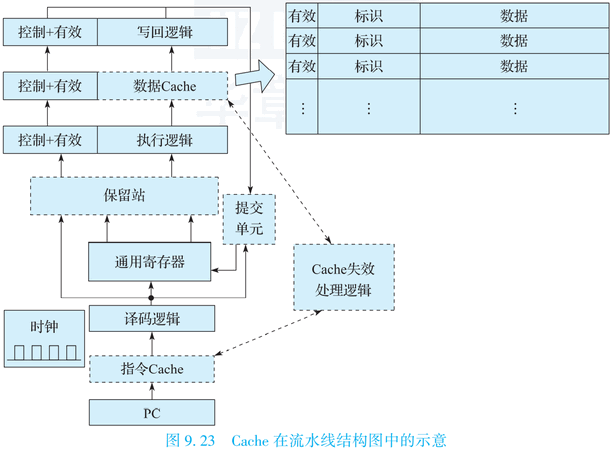 控制+有效 写回逻辑
有效 标识 数据
有效 标识 数据
有效 标识 数据
⋮ ⋮ ⋮
控制+有效 数据Cache
控制+有效 执行逻辑
保留站
提交
单元
通用寄存器
Cache失效
处理逻辑
译码逻辑
时钟
指令Cache
PC
图 9.23 Cache 在流水线结构图中的示意